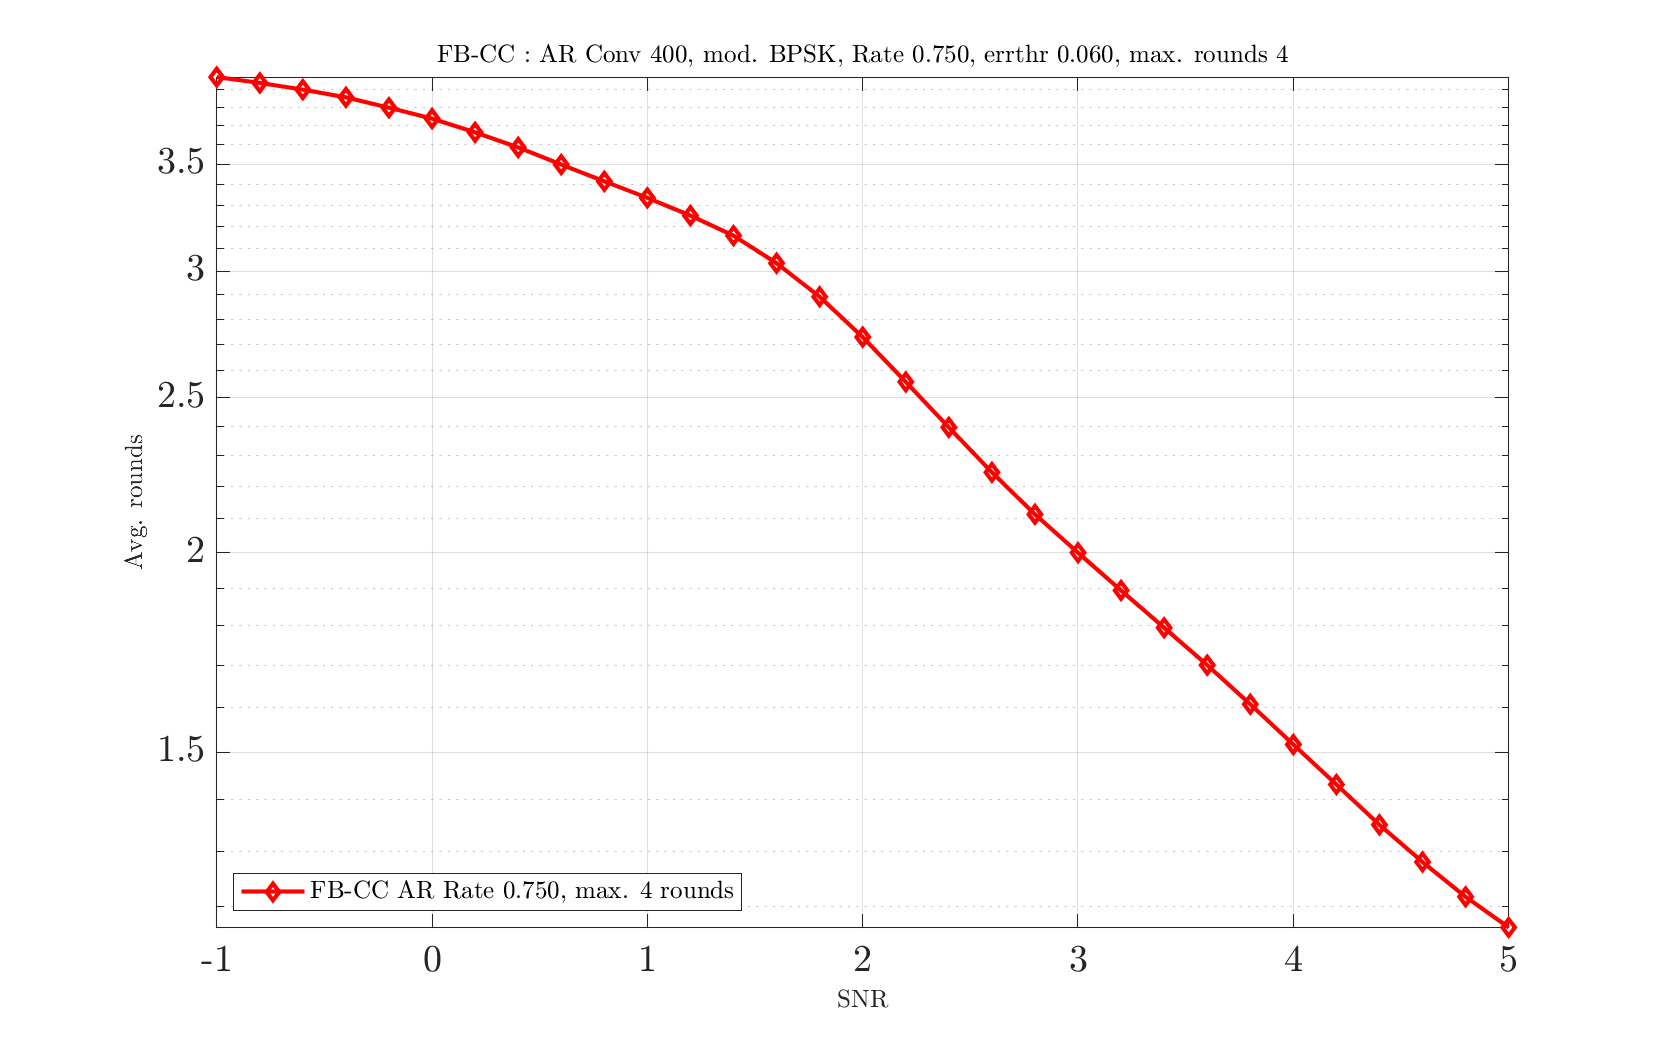 FB-CC : AR Conv 400, mod. BPSK, Rate 0.750, errthr 0.060, max. rounds 4
3.5
3
2.5
2
1.5
Avg. rounds
FB-CC AR Rate 0.750, max. 4 rounds
-1 0 1 2 3 4 5
SNR